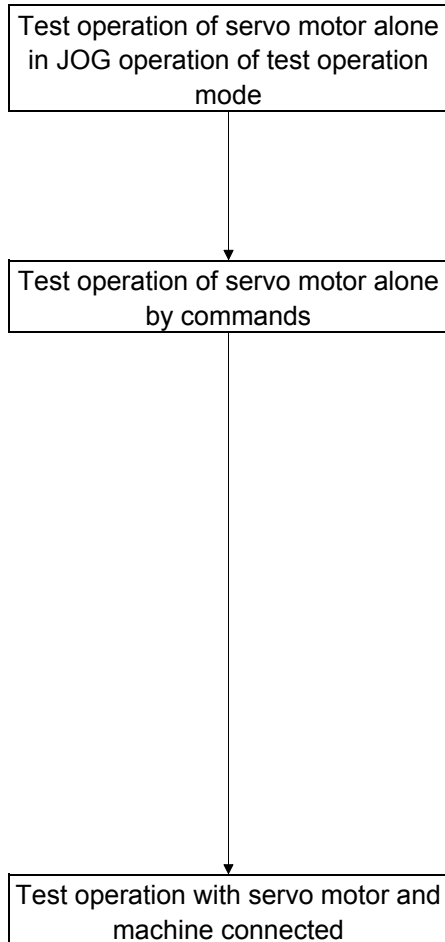 Test operation of servo motor alone
in JOG operation of test operation
mode
Test operation of servo motor alone
by commands
Test operation with servo motor and
machine connected